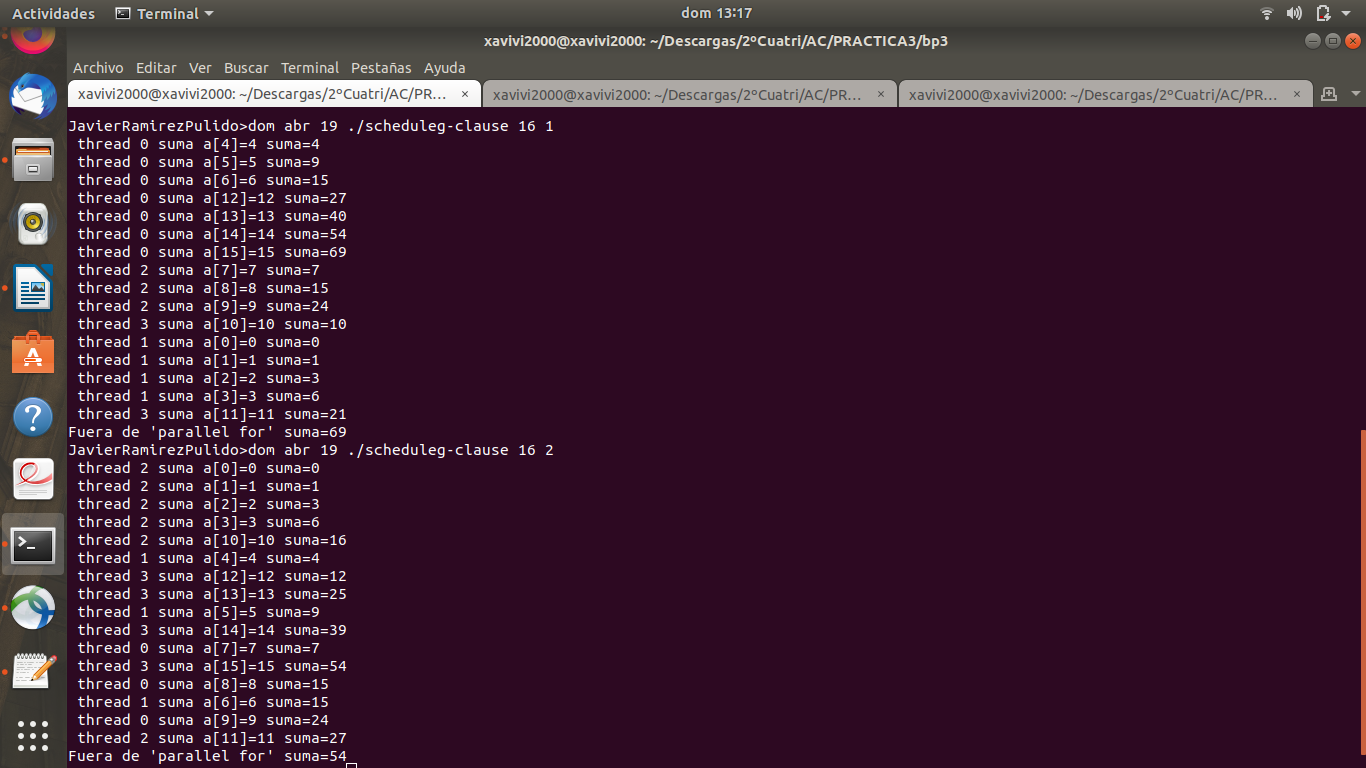 Actividades Terminal dom 13:17
xavivi2000@xavivi2000: ~/Descargas/2ºCuatri/AC/PRACTICA3/bp3
Archivo Editar Ver Buscar Terminal Pestañas Ayuda
xavivi2000@xavivi2000: ~/Descargas/2ºCuatri/AC/PR... × xavivi2000@xavivi2000: ~/Descargas/2ºCuatri/AC/PR... × xavivi2000@xavivi2000: ~/Descargas/2ºCuatri/AC/PR... ×
JavierRamirezPulido>dom abr 19 ./scheduleg-clause 16 1
thread 0 suma a[4]=4 suma=4
thread 0 suma a[5]=5 suma=9
thread 0 suma a[6]=6 suma=15
thread 0 suma a[12]=12 suma=27
thread 0 suma a[13]=13 suma=40
thread 0 suma a[14]=14 suma=54
thread 0 suma a[15]=15 suma=69
thread 2 suma a[7]=7 suma=7
thread 2 suma a[8]=8 suma=15
thread 2 suma a[9]=9 suma=24
thread 3 suma a[10]=10 suma=10
thread 1 suma a[0]=0 suma=0
thread 1 suma a[1]=1 suma=1
thread 1 suma a[2]=2 suma=3
thread 1 suma a[3]=3 suma=6
thread 3 suma a[11]=11 suma=21
Fuera de 'parallel for' suma=69
JavierRamirezPulido>dom abr 19 ./scheduleg-clause 16 2
thread 2 suma a[0]=0 suma=0
thread 2 suma a[1]=1 suma=1
thread 2 suma a[2]=2 suma=3
thread 2 suma a[3]=3 suma=6
thread 2 suma a[10]=10 suma=16
thread 1 suma a[4]=4 suma=4
thread 3 suma a[12]=12 suma=12
thread 3 suma a[13]=13 suma=25
thread 1 suma a[5]=5 suma=9
thread 3 suma a[14]=14 suma=39
thread 0 suma a[7]=7 suma=7
thread 3 suma a[15]=15 suma=54
thread 0 suma a[8]=8 suma=15
thread 1 suma a[6]=6 suma=15
thread 0 suma a[9]=9 suma=24
thread 2 suma a[11]=11 suma=27
Fuera de 'parallel for' suma=54